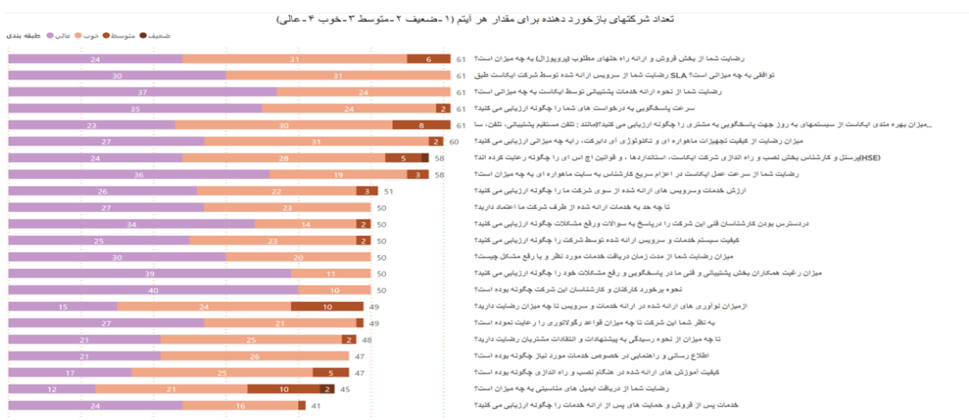 تعداد شرکتهای بازخورد دهنده برای مقدار هر آیتم (۱ -ضعیف ۲ -متوسط ۳ -خوب ۴ -عالی)
طبقه بندی عالی خوب متوسط ضعیف
رضایت شما از بخش فروش و ارائه راه حلهای مطلوب (پروپوزال) به چه میزان است؟ 61 6 31 24
توافقی به چه میزانی است؟ SLA رضایت شما از سرویس ارائه شده توسط شرکت ایکاست طبق 61 31 30
رضایت شما از نحوه ارائه خدمات پشتیبانی توسط ایکاست به چه میزانی است؟ 61 24 37
سرعت پاسخگویی به درخواست های شما را چگونه ارزیابی می کنید؟ 61 2 24 35
میزان بهره مندی ایکاست از سیستمهای به روز جهت پاسخگویی به مشتری را چگونه ارزیابی می کنید؟(مانند : تلفن مستقیم پشتیبانی، تلفن، سا... 61 8 30 23
میزان رضایت از کیفیت تجهیزات ماهواره ای و تکنولوژی آی دایرکت، رابه چه میزانی ارزیابی می کنید؟ 60 2 31 27
(HSE)پرسنل و کارشناس بخش نصب و راه اندازی شرکت ایکاست، استانداردها ، و قوانین اچ اس ای را چگونه رعایت کرده اند؟ 58 5 28 24
رضایت شما از سرعت عمل ایکاست در اعزام سریع کارشناس به سایت ماهواره ای به چه میزان است؟ 58 3 19 36
ارزش خدمات وسرویس های ارائه شده از سوی شرکت ما را چگونه ارزیابی می کنید؟ 51 3 22 26
تا چه حد به خدمات ارائه شده از طرف شرکت ما اعتماد دارید؟ 50 23 27
دردسترس بودن کارشناسان فنی این شرکت را درپاسخ به سوالات ورفع مشکلات چگونه ارزیابی می کنید؟ 50 2 14 34
کیفیت سیستم خدمات و سرویس ارائه شده توسط شرکت را چگونه ارزیابی می کنید؟ 50 2 23 25
میزان رضایت شما از مدت زمان دریافت خدمات مورد نظر و یا رفع مشکل چیست؟ 50 20 30
میزان رغبت همکاران بخش پشتیبانی و فنی ما در پاسخگویی و رفع مشکلات خود را چگونه ارزیابی می کنید؟ 50 11 39
نحوه برخورد کارکنان و کارشناسان این شرکت چگونه بوده است؟ 50 10 40
ازمیزان نوآوری های ارائه شده در ارائه خدمات و سرویس تا چه میزان رضایت دارید؟ 49 10 24 15
به نظر شما این شرکت تا چه میزان قواعد رگولاتوری را رعایت نموده است؟ 49 21 27
تا چه میزان از نحوه رسیدگی به پیشنهادات و انتقادات مشتریان رضایت دارید؟ 48 2 25 21
اطلاع رسانی و راهنمایی در خصوص خدمات مورد نیاز چگونه بوده است؟ 47 26 21
کیفیت آموزش های ارائه شده در هنگام نصب و راه اندازی چگونه بوده است؟ 47 5 25 17
رضایت شما از دریافت ایمیل های مناسبتی به چه میزان است؟ 45 2 10 21 12
خدمات پس از فروش و حمایت های پس از ارائه خدمات را چگونه ارزیابی می کنید؟ 41 16 24